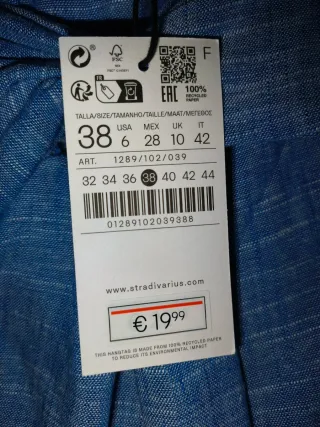 FSC
F
FR
EAC
100%
RECYCLED
PAPER
TALLA/SIZE/TAMANHO/TAILLE/MAAT/ΜΕΓΕΘΟΣ
38 USA 6 MEX 28 UK 10 IT 42
ART. 1289/102/039
32 34 36 38 40 42 44
01289102039388
www.stradivarius.com
€ 19.99
THIS HANGTAG IS MADE FROM 100% RECYCLED PAPER
TO REDUCE ITS ENVIRONMENTAL IMPACT